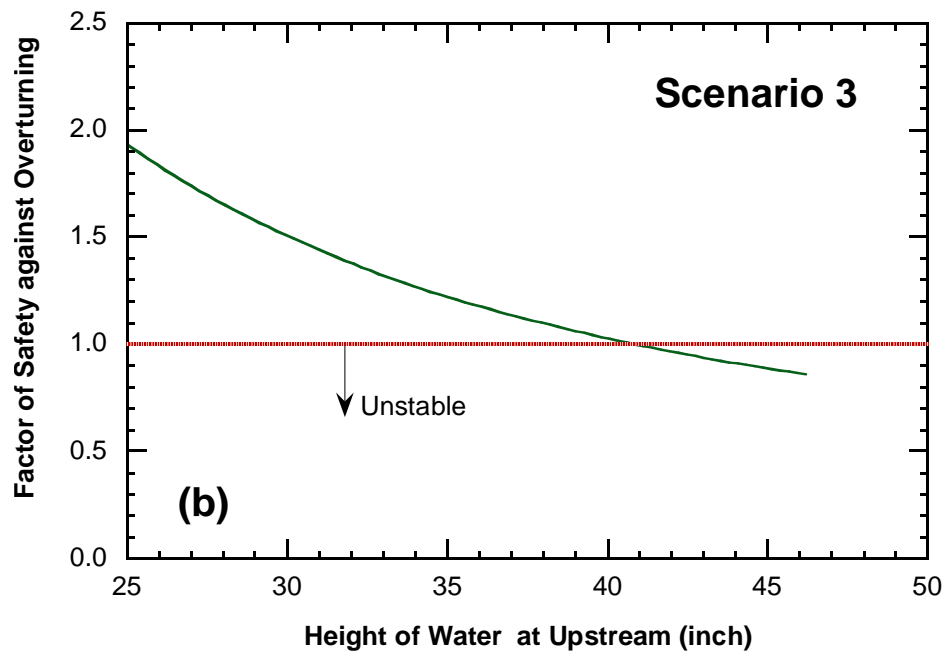 Scenario 3
Factor of Safety against Overturning
2.5
2.0
1.5
1.0
0.5
0.0
Unstable
(b)
25 30 35 40 45 50
Height of Water  at Upstream (inch)